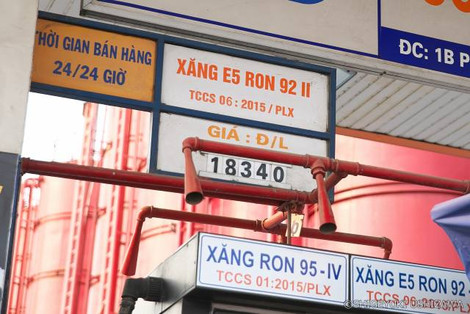 THỜI GIAN BÁN HÀNG
24/24 GIỜ
XĂNG E5 RON 92 II
TCCS 06:2015/PLX
GIÁ: Đ/L
18340
ĐC: 1B P
XĂNG RON 95-IV
TCCS 01:2015/PLX
XĂNG E5 RON 92
TCCS 06:2015/PLX